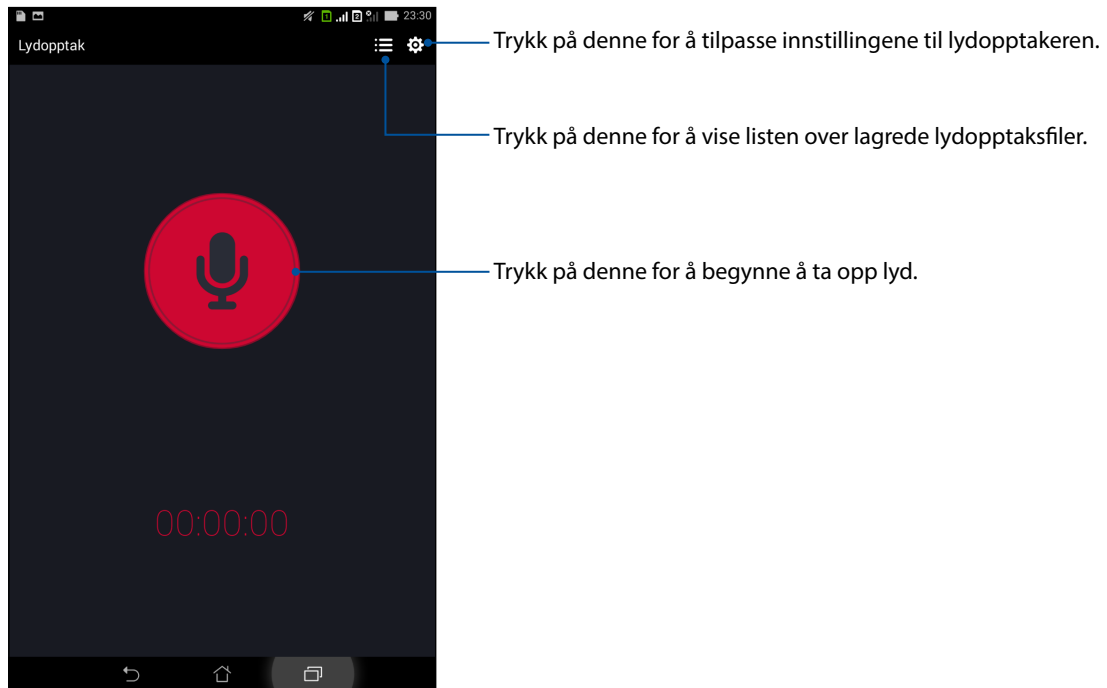 23:30
Lydopptak
Trykk på denne for å tilpasse innstillingene til lydopptakeren.
Trykk på denne for å vise listen over lagrede lydopptaksfiler.
Trykk på denne for å begynne å ta opp lyd.
00:00:00